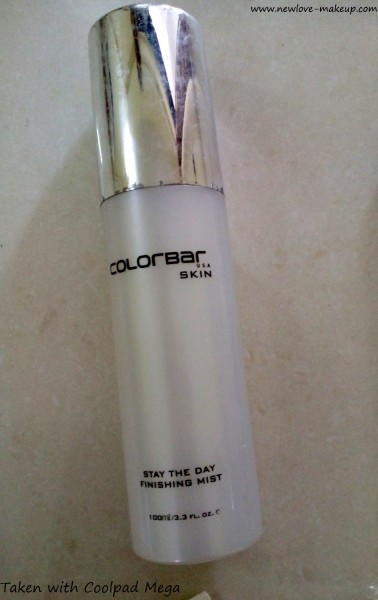 www.newlove-makeup.com
COLORBAR
USA
SKIN
STAY THE DAY
FINISHING MIST
100ml/3.3 FL. OZ. e
Taken with Coolpad Mega